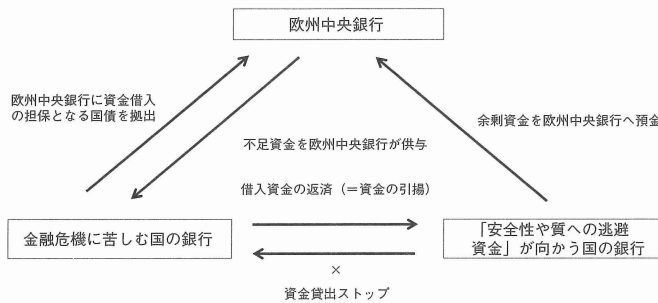 欧州中央銀行
欧州中央銀行に資金借入
の担保となる国債を拠出
余剰資金を欧州中央銀行へ預金
不足資金を欧州中央銀行が供与
借入資金の返済（＝資金の引揚）
金融危機に苦しむ国の銀行
「安全性や質への逃避
資金」が向かう国の銀行
×
資金貸出ストップ